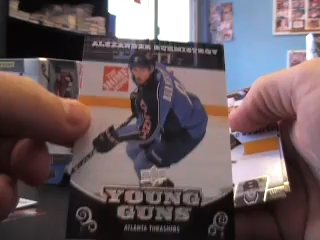 ALEXANDER BURMISTROV
YOUNG
GUNS
ATLANTA THRASHERS